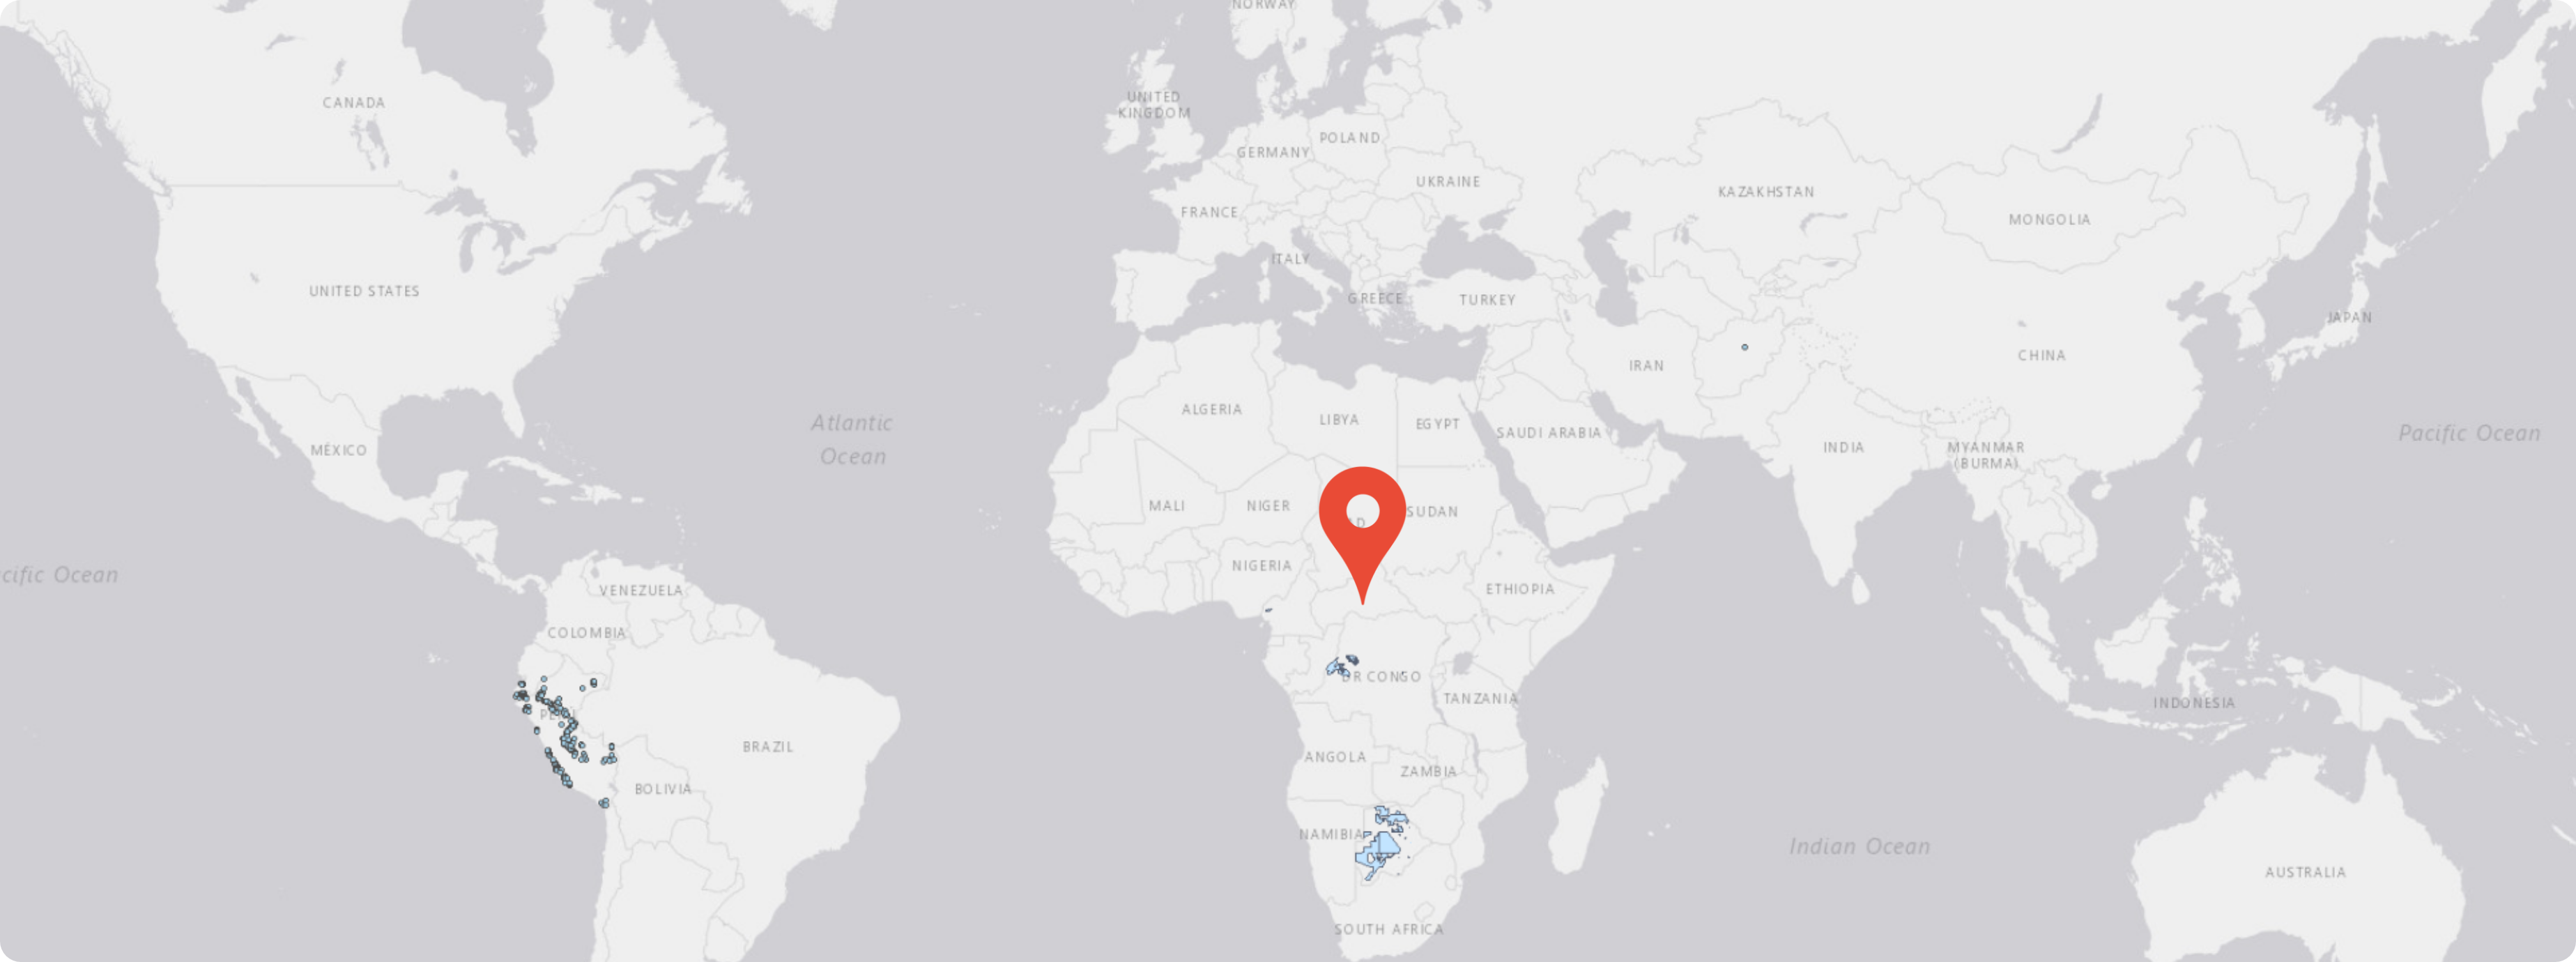 NORWAY
CANADA
UNITED
KINGDOM
POLAND
GERMANY
UKRAINE
KAZAKHSTAN
FRANCE
MONGOLIA
ITALY
UNITED STATES
GREECE
TURKEY
JAPAN
CHINA
IRAN
ALGERIA
LIBYA
EGYPT
Atlantic
Ocean
SAUDI ARABIA
Pacific Ocean
MÉXICO
INDIA
MYANMAR
(BURMA)
MALI
NIGER
D
SUDAN
NIGERIA
cific Ocean
VENEZUELA
ETHIOPIA
COLOMBIA
DR CONGO
TANZANIA
INDONESIA
BRAZIL
ANGOLA
ZAMBIA
BOLIVIA
NAMIBIA
Indian Ocean
AUSTRALIA
SOUTH AFRICA